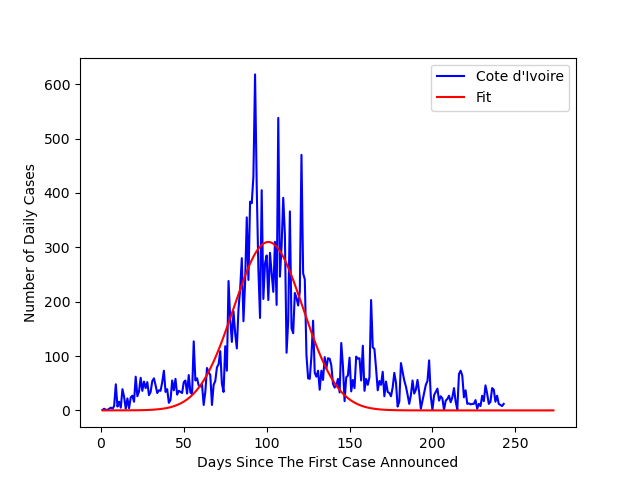 Cote d'Ivoire
Fit
600
500
400
300
200
100
0
Number of Daily Cases
0 50 100 150 200 250
Days Since The First Case Announced